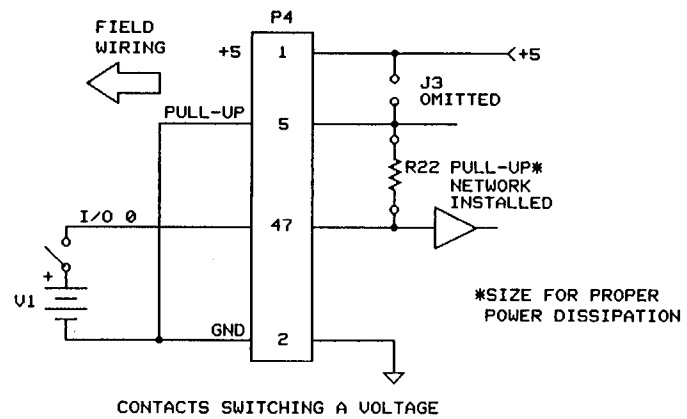 P4
FIELD
WIRING
+5
1
+5
J3
OMITTED
PULL-UP
5
R22 PULL-UP*
NETWORK
INSTALLED
I/O 0
47
+
V1
*SIZE FOR PROPER
POWER DISSIPATION
GND
2
CONTACTS SWITCHING A VOLTAGE